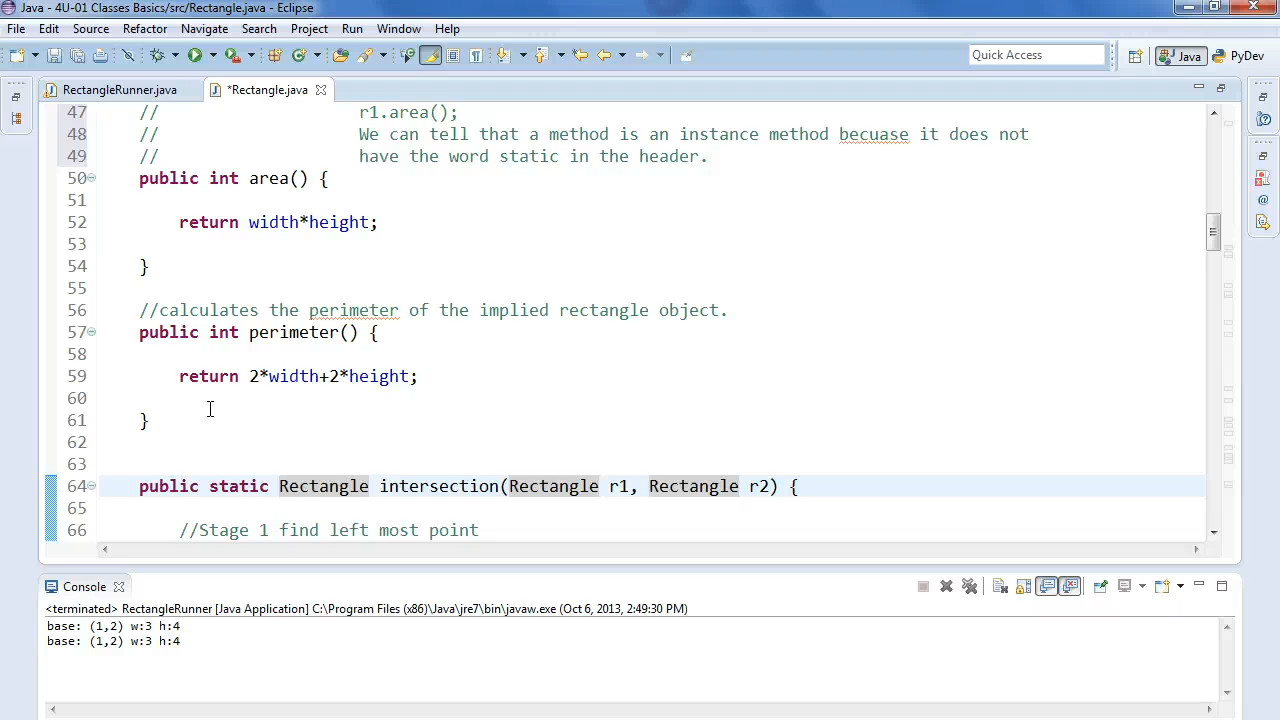 Java - 4U-01 Classes Basics/src/Rectangle.java - Eclipse
File Edit Source Refactor Navigate Search Project Run Window Help
Quick Access Java PyDev
RectangleRunner.java *Rectangle.java
47 // r1.area();
48 // We can tell that a method is an instance method becuase it does not
49 // have the word static in the header.
50 public int area() {
51
52 return width*height;
53
54 }
55
56 //calculates the perimeter of the implied rectangle object.
57 public int perimeter() {
58
59 return 2*width+2*height;
60
61 }
62
63
64 public static Rectangle intersection(Rectangle r1, Rectangle r2) {
65
66 //Stage 1 find left most point
Console
<terminated> RectangleRunner [Java Application] C:\Program Files (x86)\Java\jre7\bin\javaw.exe (Oct 6, 2013, 2:49:30 PM)
base: (1,2) w:3 h:4
base: (1,2) w:3 h:4